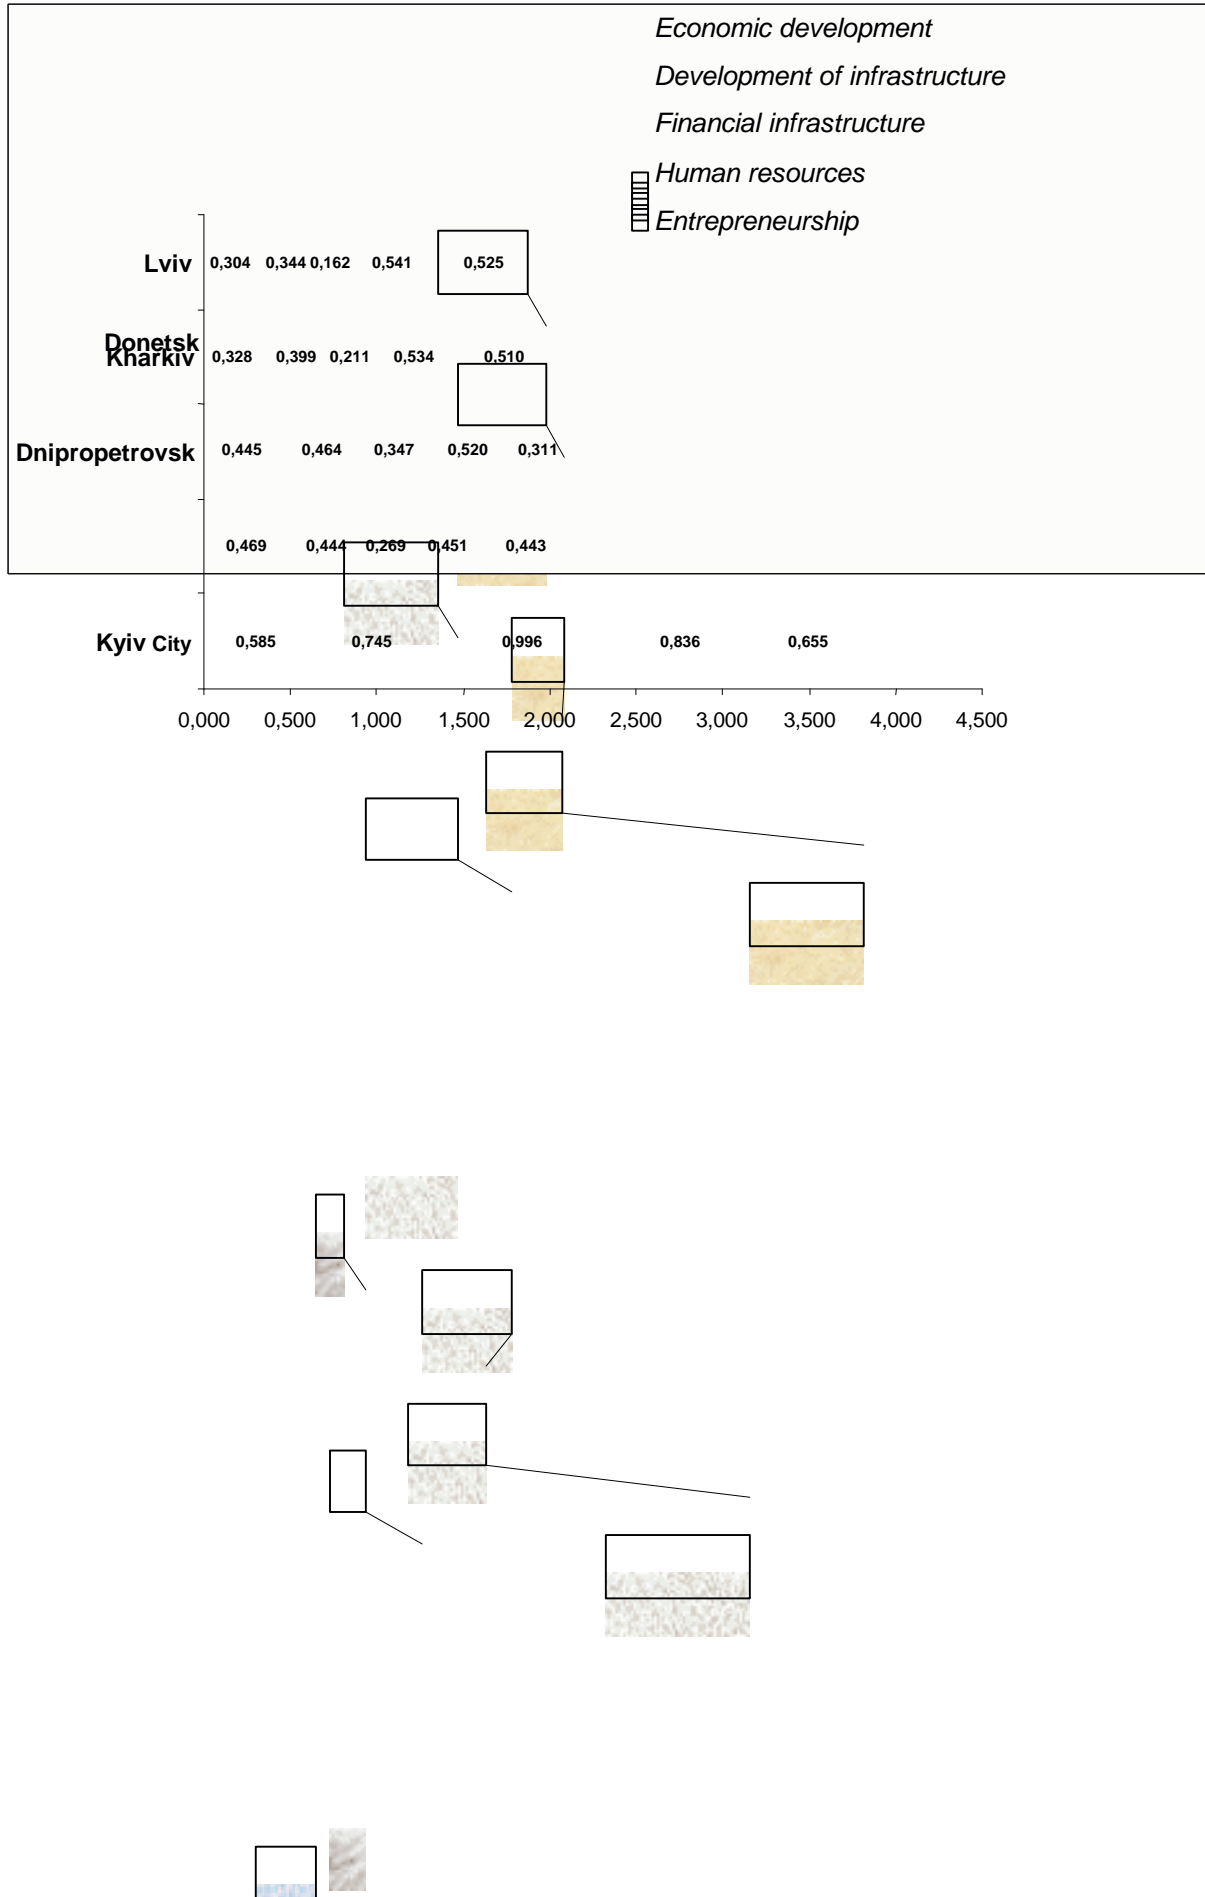 Economic development
Development of infrastructure
Financial infrastructure
Human resources
Entrepreneurship
Lviv 0,304 0,344 0,162 0,541 0,525
Donetsk
Kharkiv 0,328 0,399 0,211 0,534 0,510
Dnipropetrovsk 0,445 0,464 0,347 0,520 0,311
0,469 0,444 0,269 0,451 0,443
Kyiv City 0,585 0,745 0,996 0,836 0,655
0,000 0,500 1,000 1,500 2,000 2,500 3,000 3,500 4,000 4,500